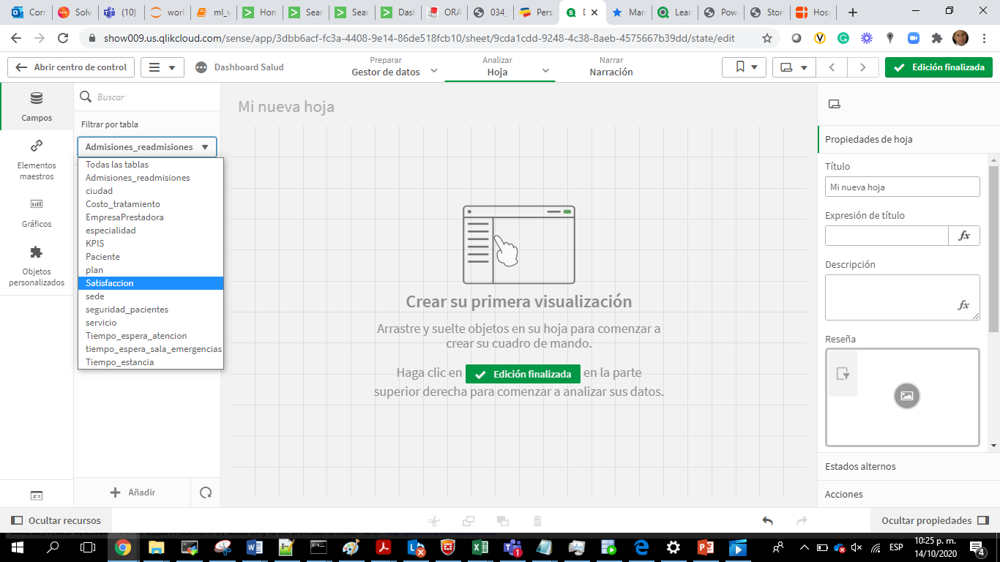 Corr
Solv
(10)
work
ml_v
Hom
Sear
Sear
Dash
ORA
034_
Pers
D
Mar
Lear
Pow
Stor
Hosp
show009.us.qlikcloud.com/sense/app/3dbb6acf-fc3a-4408-9e14-86de518fcb10/sheet/9cda1cdd-9248-4c38-8aeb-4575667b39dd/state/edit
Abrir centro de control
Dashboard Salud
Preparar
Gestor de datos
Analizar
Hoja
Narrar
Narración
Edición finalizada
Campos
Elementos
maestros
Gráficos
Objetos
personalizados
Buscar
Filtrar por tabla
Admisiones_readmisiones
Todas las tablas
Admisiones_readmisiones
ciudad
Costo_tratamiento
EmpresaPrestadora
especialidad
KPIS
Paciente
plan
Satisfaccion
sede
seguridad_pacientes
servicio
Tiempo_espera_atencion
tiempo_espera_sala_emergencias
Tiempo_estancia
Añadir
Mi nueva hoja
Crear su primera visualización
Arrastre y suelte objetos en su hoja para comenzar a
crear su cuadro de mando.
Haga clic en Edición finalizada en la parte
superior derecha para comenzar a analizar sus datos.
Propiedades de hoja
Título
Mi nueva hoja
Expresión de título
fx
Descripción
fx
Reseña
Estados alternos
Acciones
Ocultar recursos
Ocultar propiedades
ESP
10:25 p. m.
14/10/2020
1
4